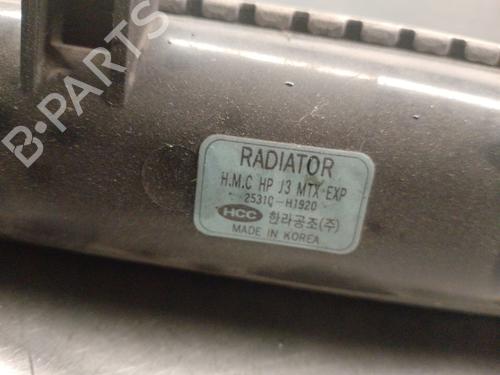 B-PARTS
RADIATOR
H.M.C HP J3 MTX-EXP
25310-H1920
HCC 한라공조(주)
MADE IN KOREA